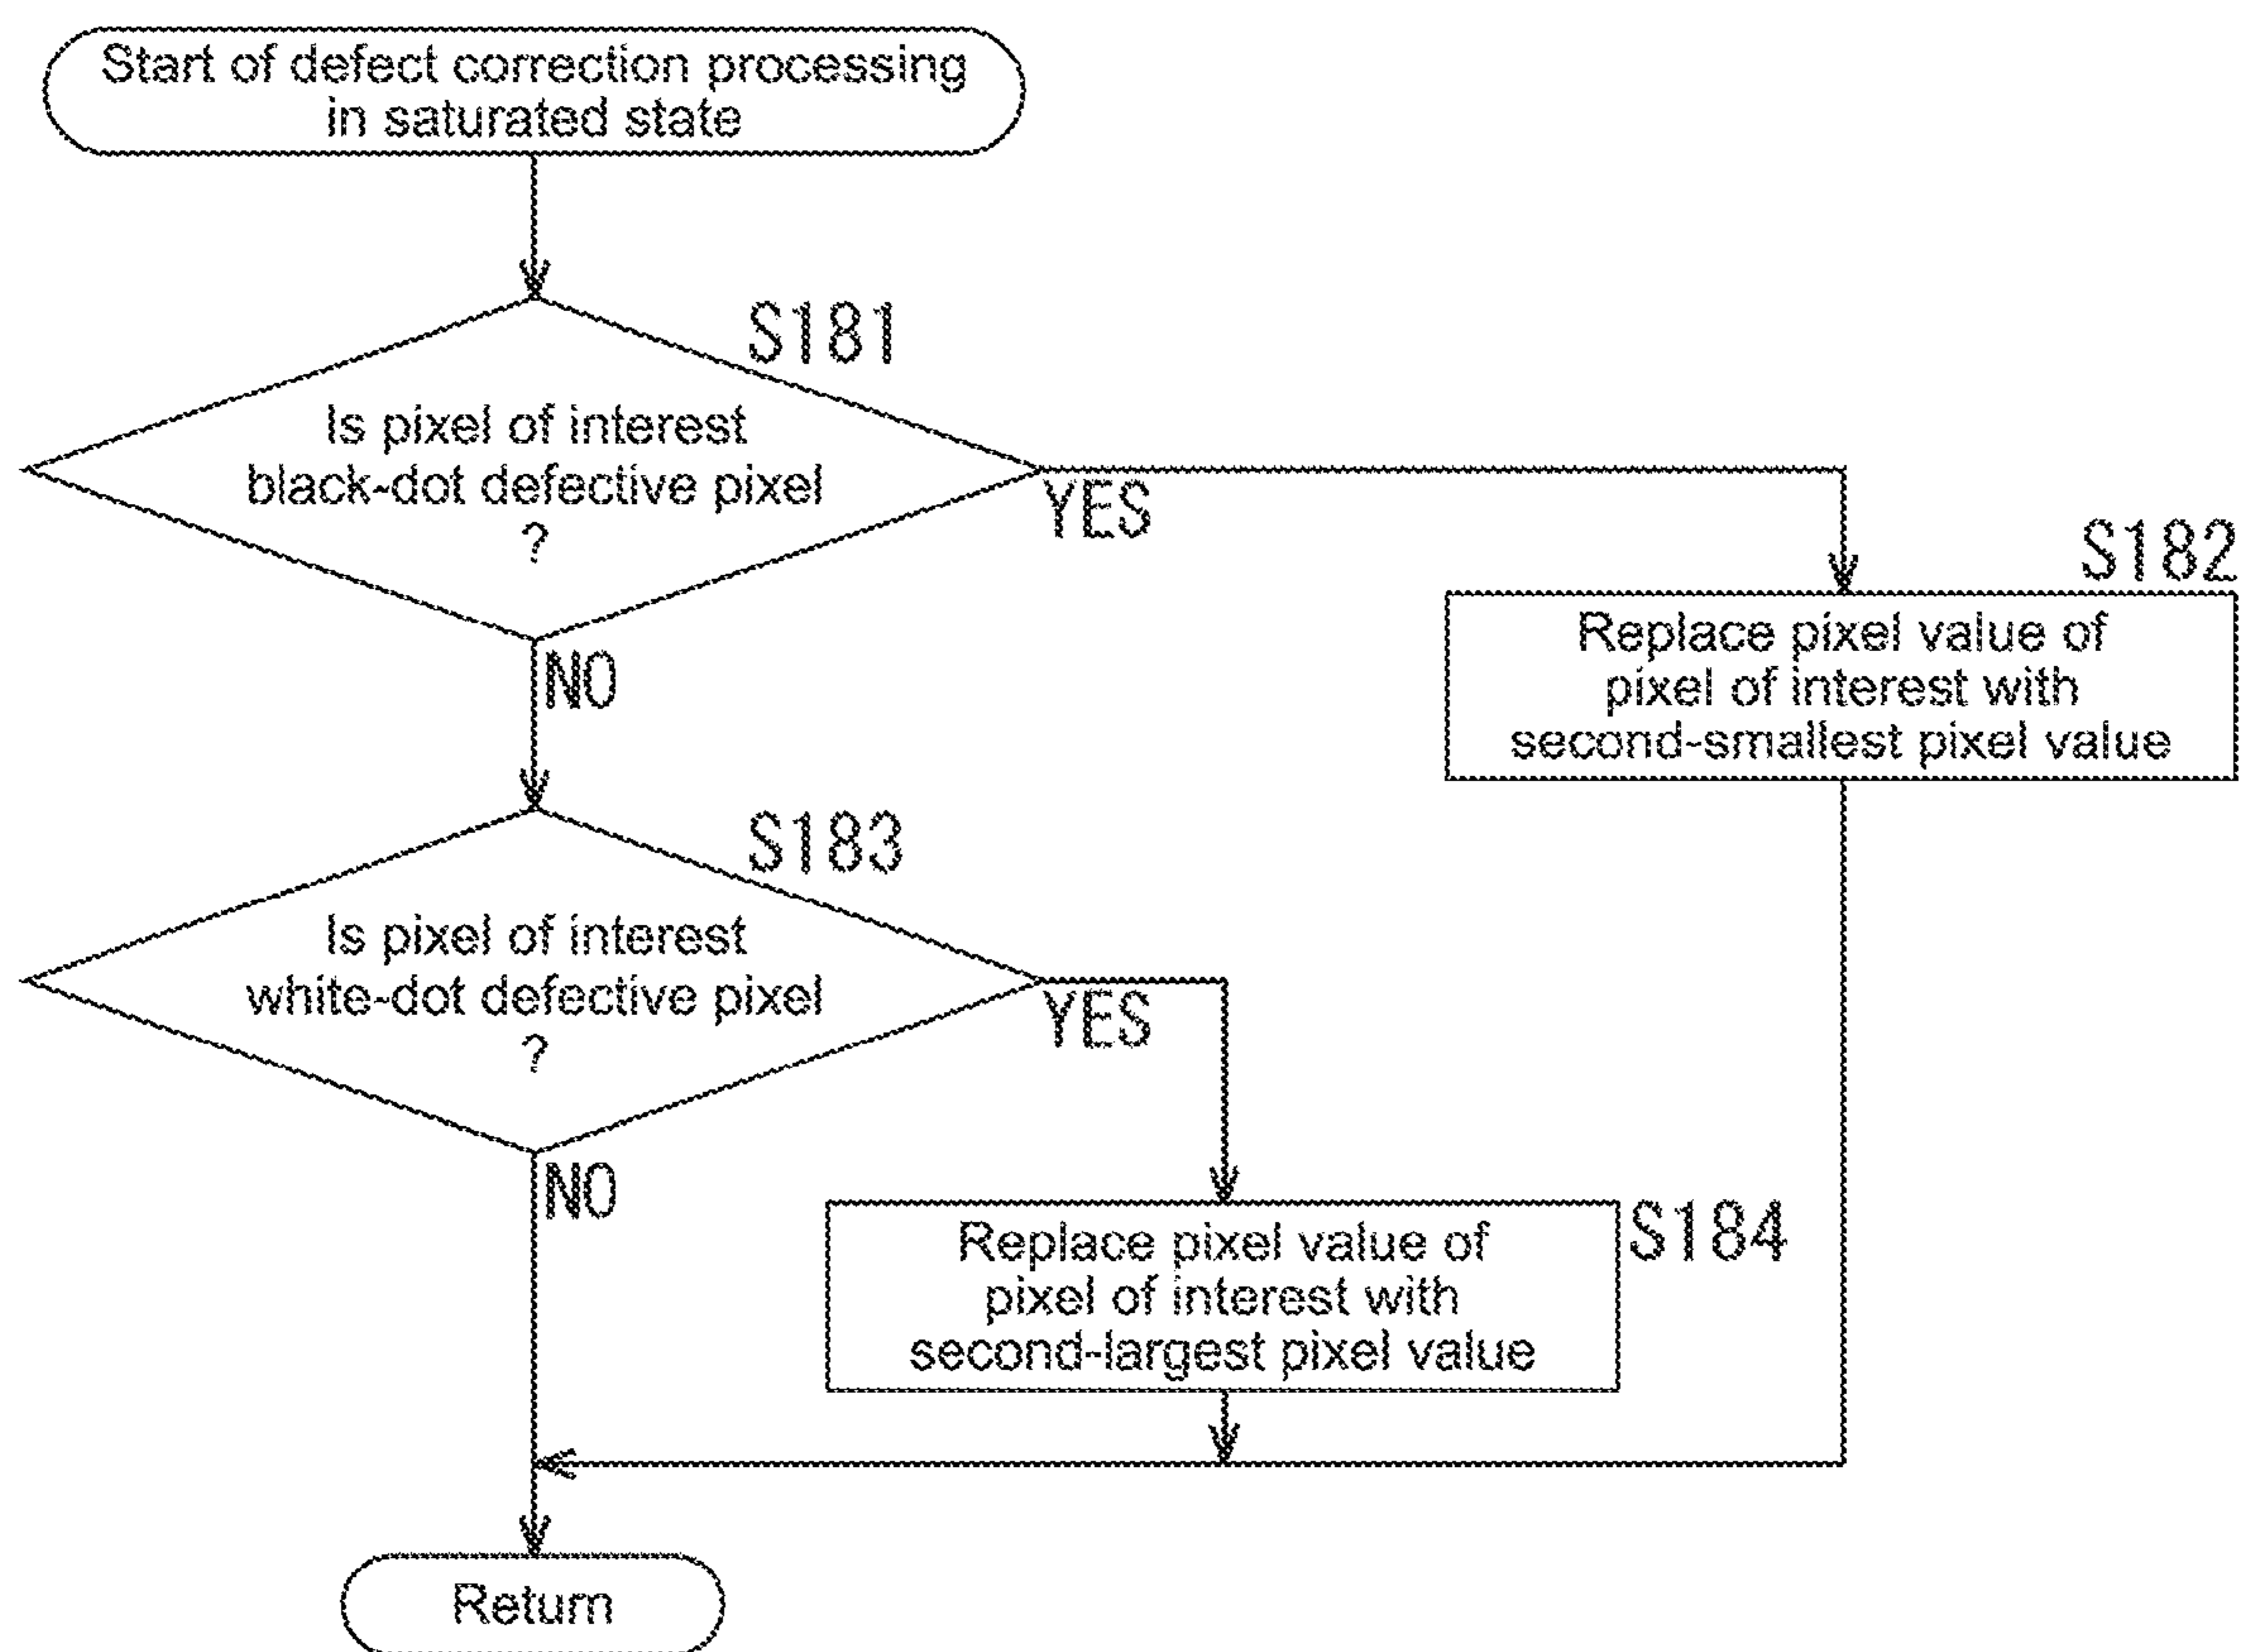 Start of defect correction processing
in saturated state
S181
Is pixel of interest
black-dot defective pixel
?
YES
NO
S182
Replace pixel value of
pixel of interest with
second-smallest pixel value
S183
Is pixel of interest
white-dot defective pixel
?
YES
NO
S184
Replace pixel value of
pixel of interest with
second-largest pixel value
Return